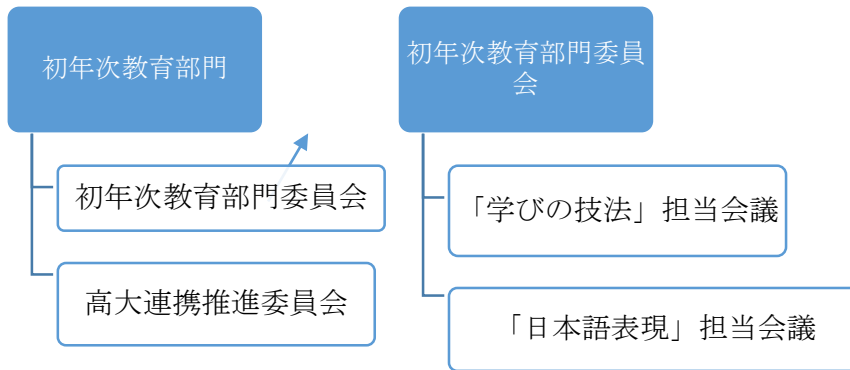 初年次教育部門
初年次教育部門委員会
高大連携推進委員会
初年次教育部門委員
会
「学びの技法」担当会議
「日本語表現」担当会議